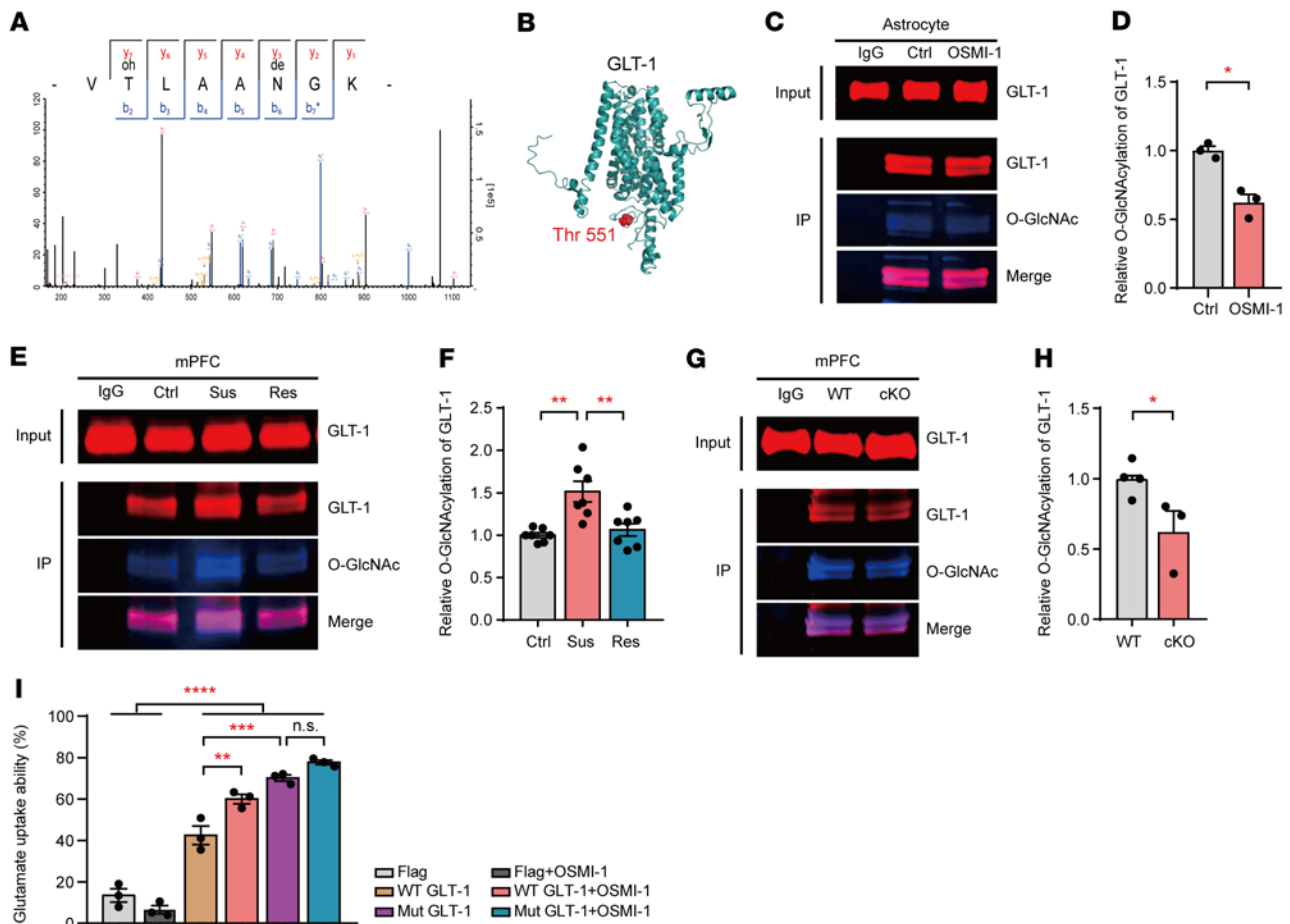 A
y7 y6 y5 y4 y3 y2 y1
oh de
- V T L A A N G K -
b2 b3 b4 b5 b6 b7*
120
100
80
60
40
20
0
1.5
1
0.5
[1e5]
200 300 400 500 600 700 800 900 1000 1100
B
GLT-1
Thr 551
C
Astrocyte
IgG Ctrl OSMI-1
Input GLT-1
GLT-1
IP O-GlcNAc
Merge
D
Relative O-GlcNAcylation of GLT-1
1.5
*
1.0
0.5
0.0
Ctrl OSMI-1
E
mPFC
IgG Ctrl Sus Res
Input GLT-1
GLT-1
IP O-GlcNAc
Merge
F
Relative O-GlcNAcylation of GLT-1
2.5
** **
2.0
1.5
1.0
0.5
0.0
Ctrl Sus Res
G
mPFC
IgG WT cKO
Input GLT-1
GLT-1
IP O-GlcNAc
Merge
H
Relative O-GlcNAcylation of GLT-1
1.5
*
1.0
0.5
0.0
WT cKO
I
Glutamate uptake ability (%)
100
80
60
40
20
0
****
***
n.s.
**
Flag Flag+OSMI-1
WT GLT-1 WT GLT-1+OSMI-1
Mut GLT-1 Mut GLT-1+OSMI-1